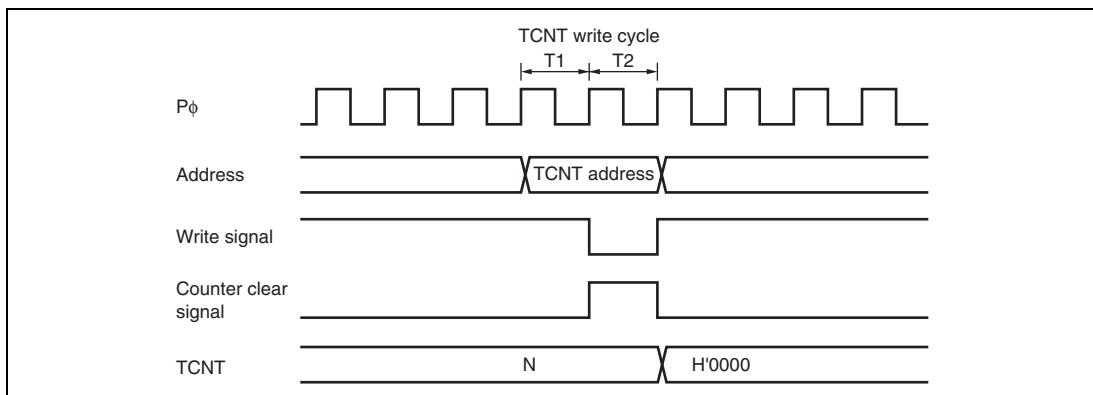 TCNT write cycle
T1 T2
Pϕ
Address TCNT address
Write signal
Counter clear
signal
TCNT N H'0000